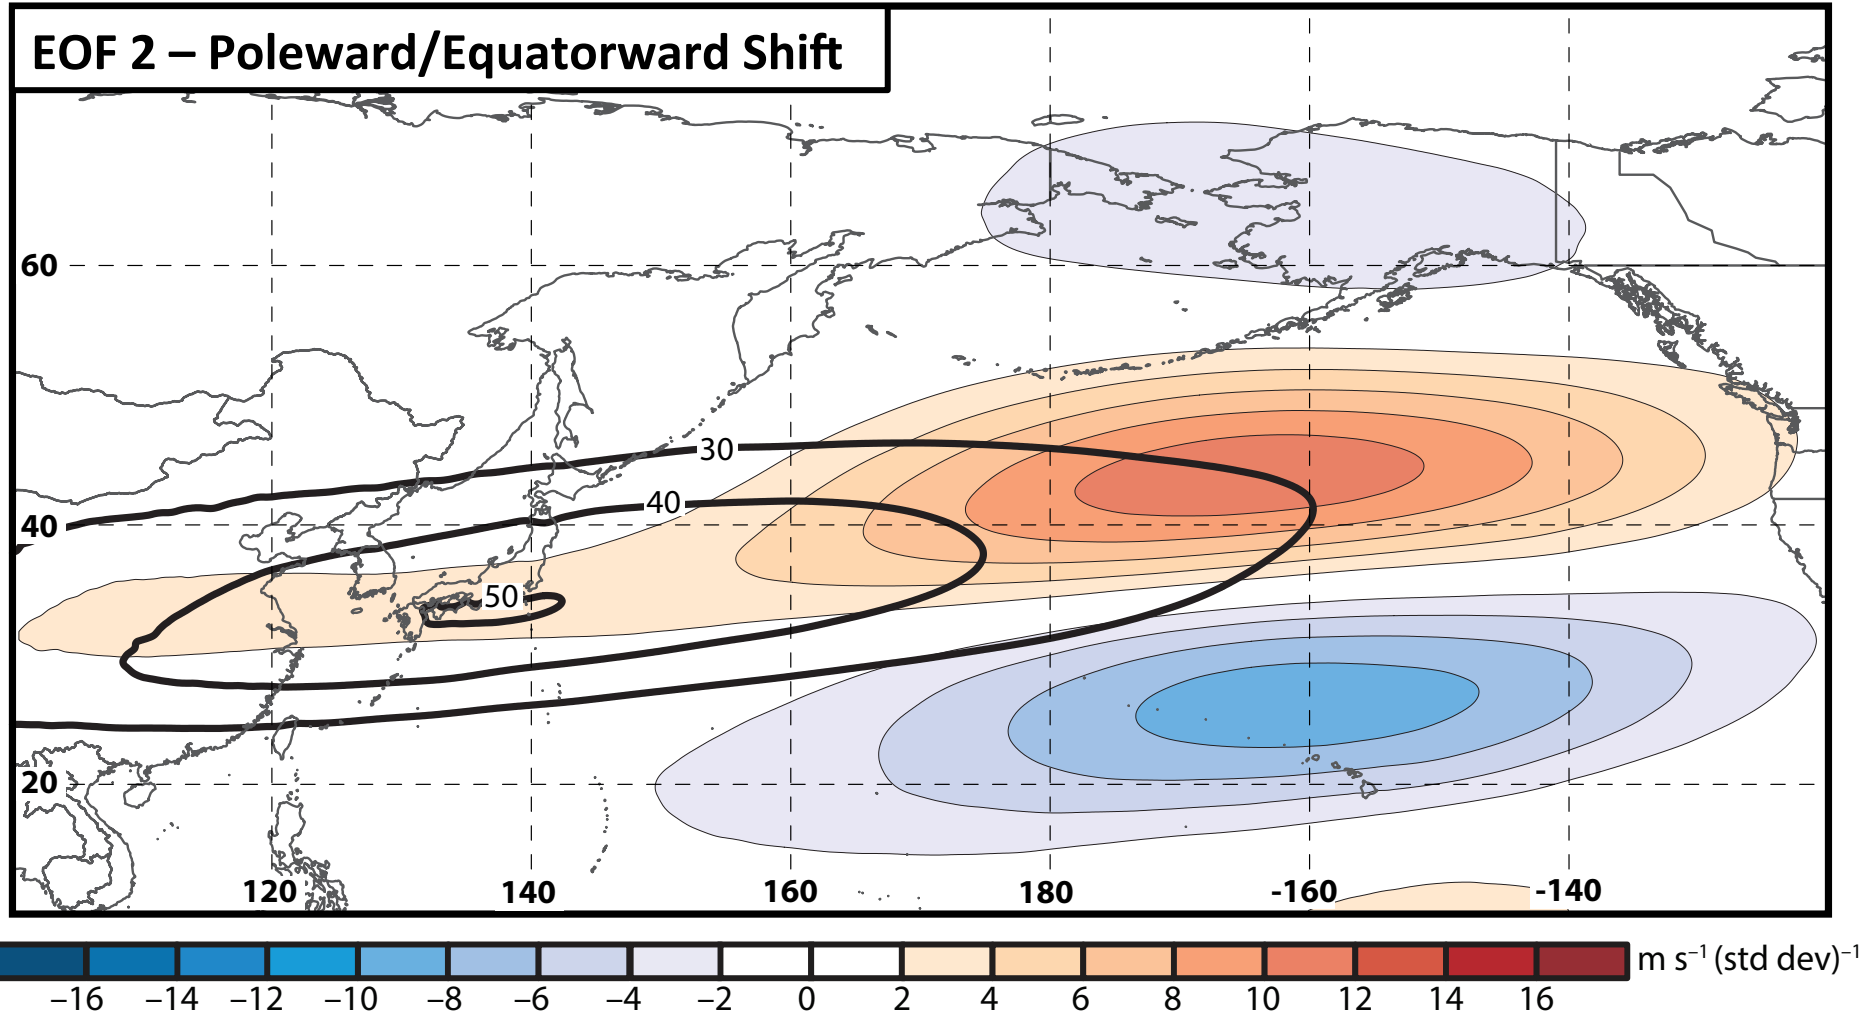 EOF 2 – Poleward/Equatorward Shift
60
30
40
40
50
20
120 140 160 180 -160 -140
m s⁻¹ (std dev)⁻¹
−16 −14 −12 −10 −8 −6 −4 −2 0 2 4 6 8 10 12 14 16